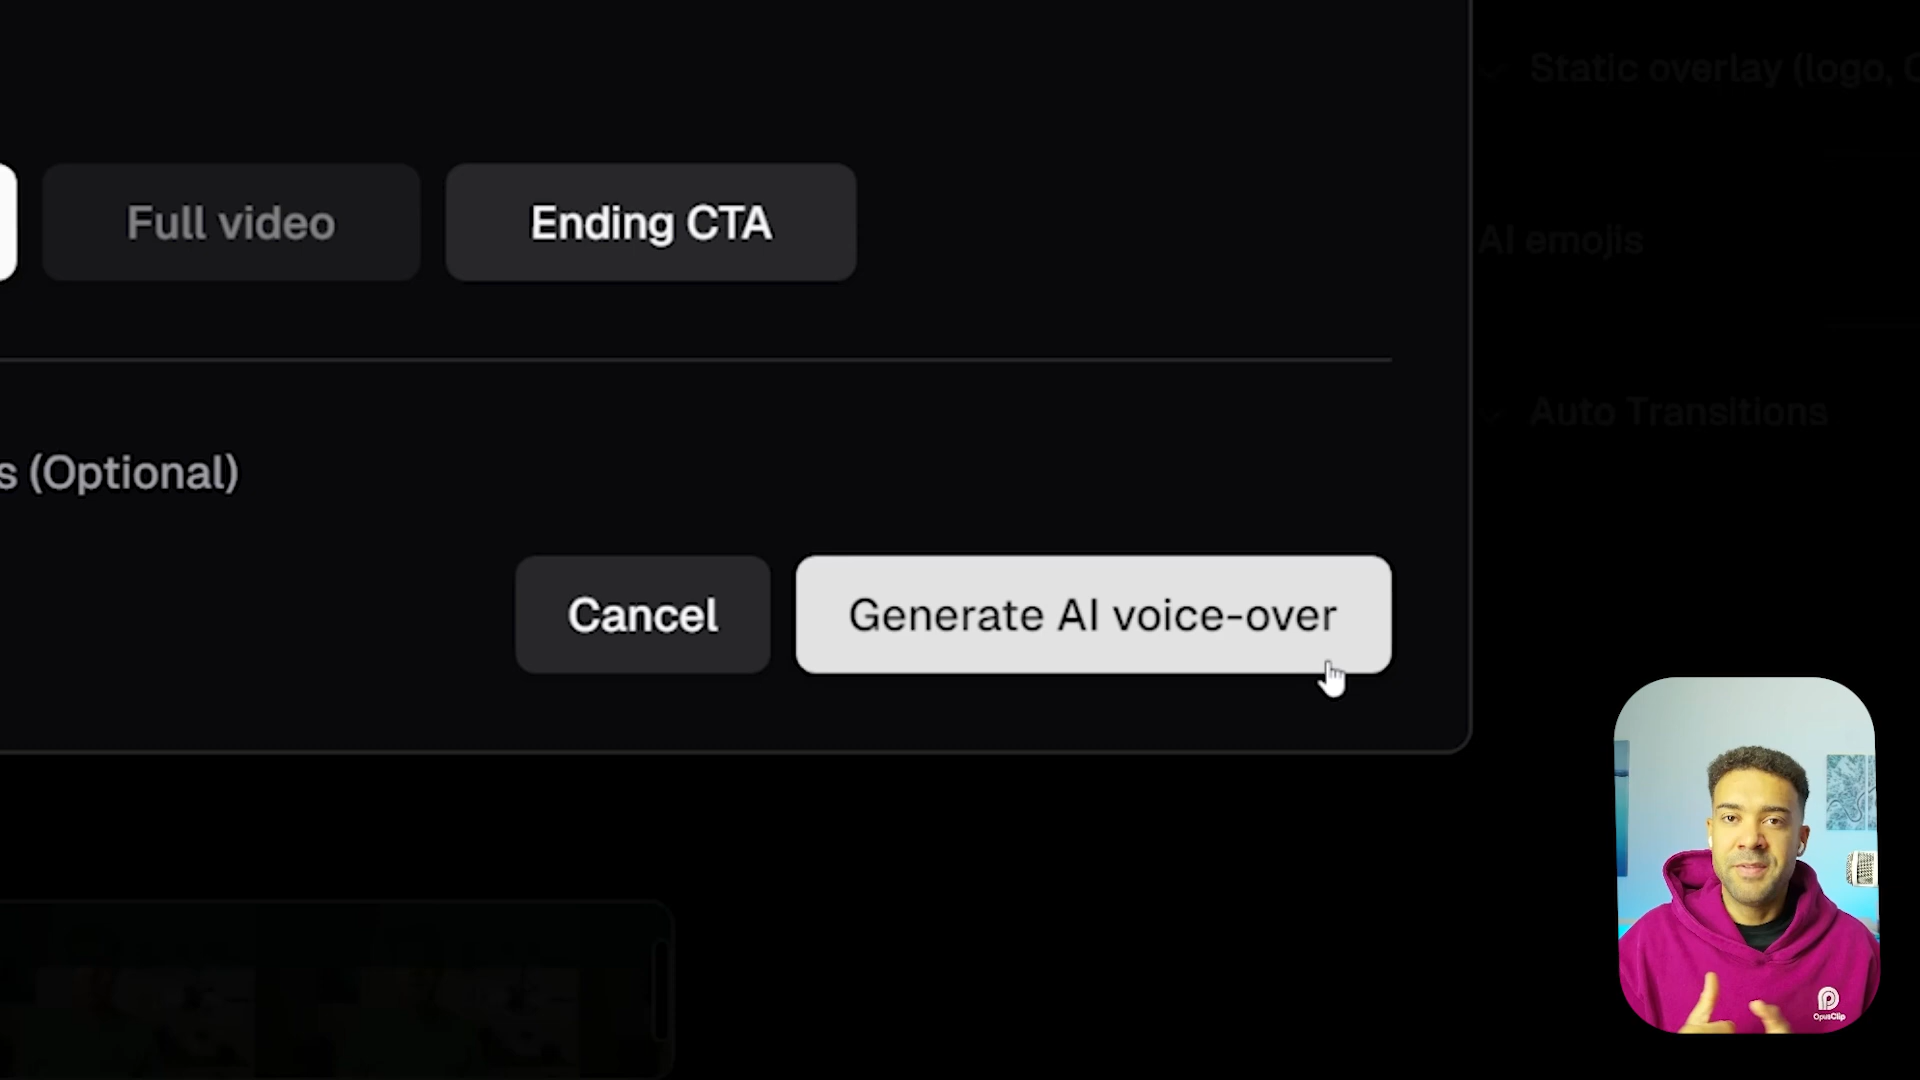 Static overlay (logo, C
Full video
Ending CTA
AI emojis
Auto Transitions
s (Optional)
Cancel
Generate AI voice-over
OpusClip